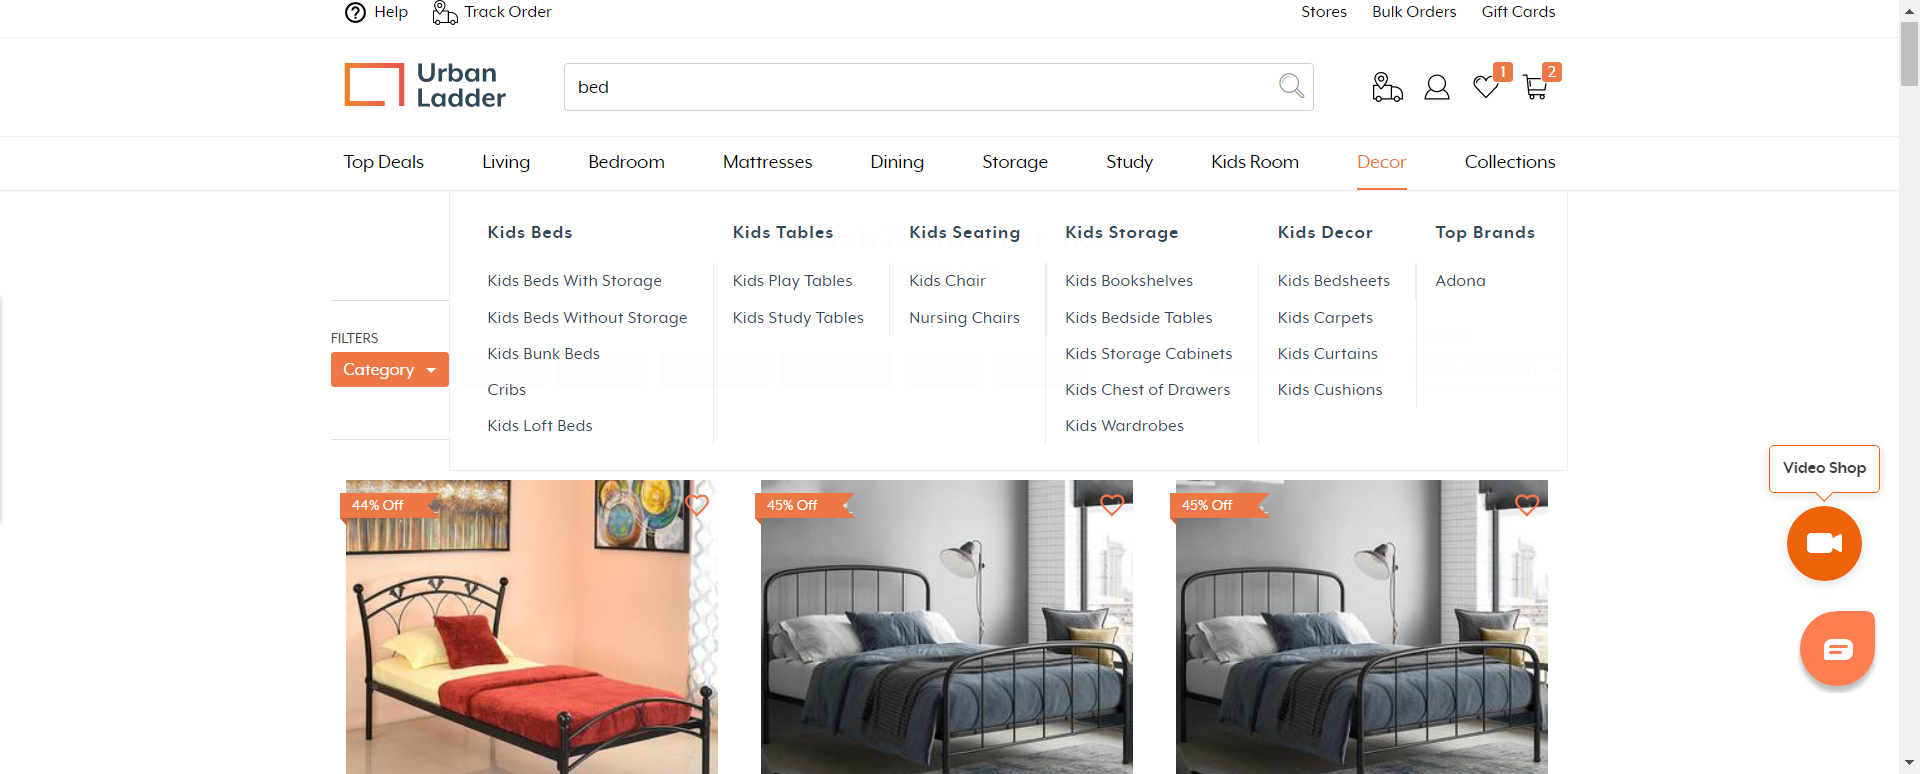 Help Track Order Stores Bulk Orders Gift Cards
Urban
Ladder
bed
1
2
Top Deals Living Bedroom Mattresses Dining Storage Study Kids Room Decor Collections
Kids Beds Kids Tables Kids Seating Kids Storage Kids Decor Top Brands
Kids Beds With Storage Kids Play Tables Kids Chair Kids Bookshelves Kids Bedsheets Adona
Kids Beds Without Storage Kids Study Tables Nursing Chairs Kids Bedside Tables Kids Carpets
FILTERS
Kids Bunk Beds Kids Storage Cabinets Kids Curtains
Category
Cribs Kids Chest of Drawers Kids Cushions
Kids Loft Beds Kids Wardrobes
Video Shop
44% Off 45% Off 45% Off